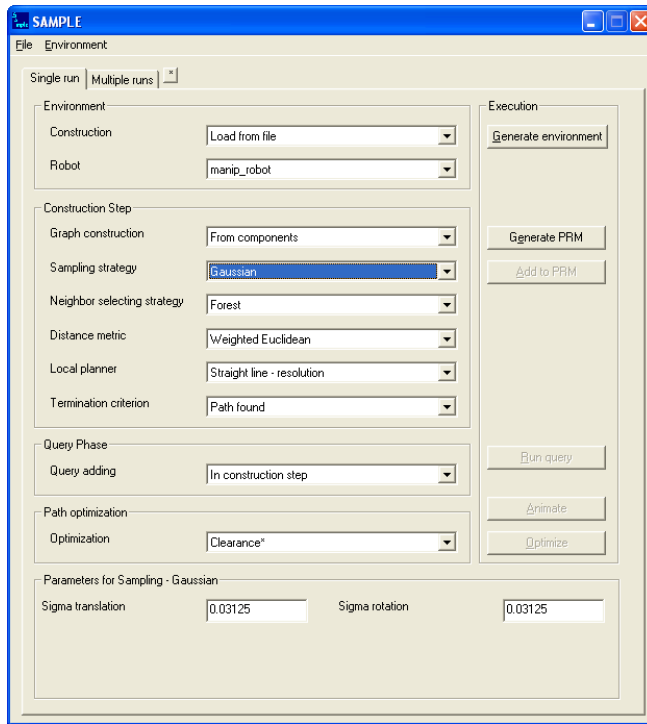 SAMPLE
File Environment
Single run Multiple runs *
Environment Execution
Construction Load from file Generate environment
Robot manip_robot
Construction Step
Graph construction From components Generate PRM
Sampling strategy Gaussian Add to PRM
Neighbor selecting strategy Forest
Distance metric Weighted Euclidean
Local planner Straight line - resolution
Termination criterion Path found
Query Phase
Query adding In construction step Run query
Path optimization Animate
Optimization Clearance* Optimize
Parameters for Sampling - Gaussian
Sigma translation 0.03125 Sigma rotation 0.03125